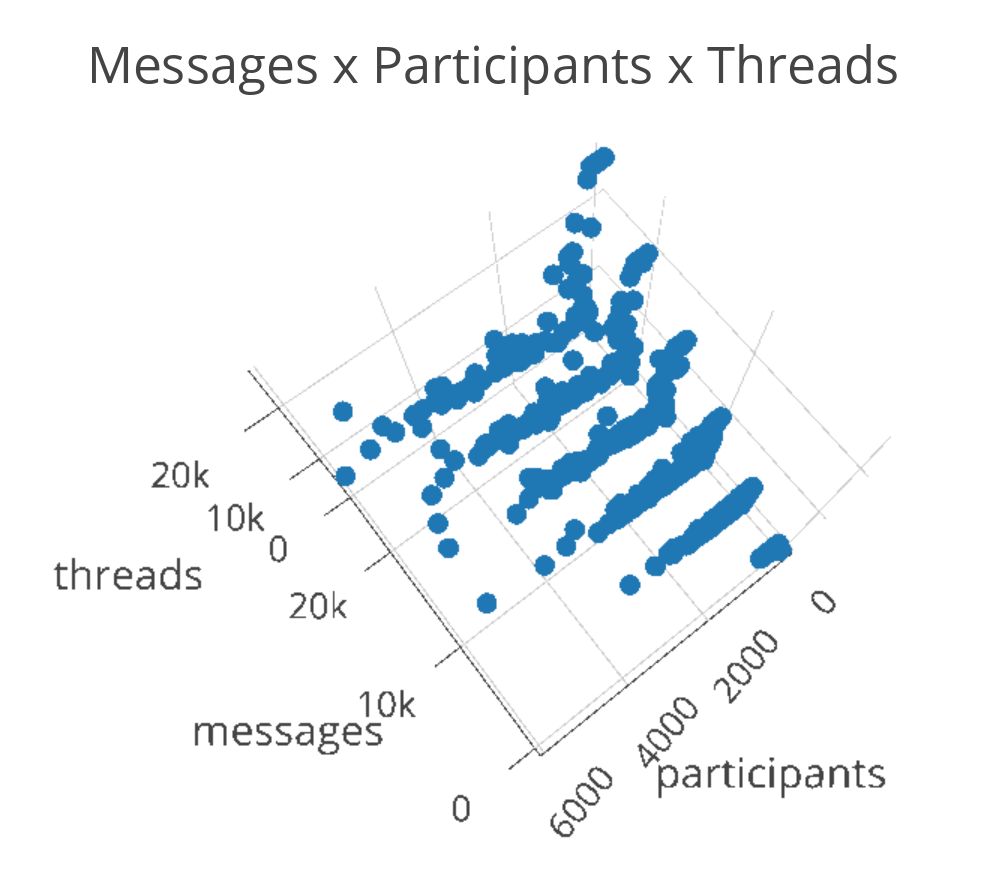 Messages x Participants x Threads
20k
10k
0
threads
20k
10k
messages
0
0
2000
4000
6000
participants